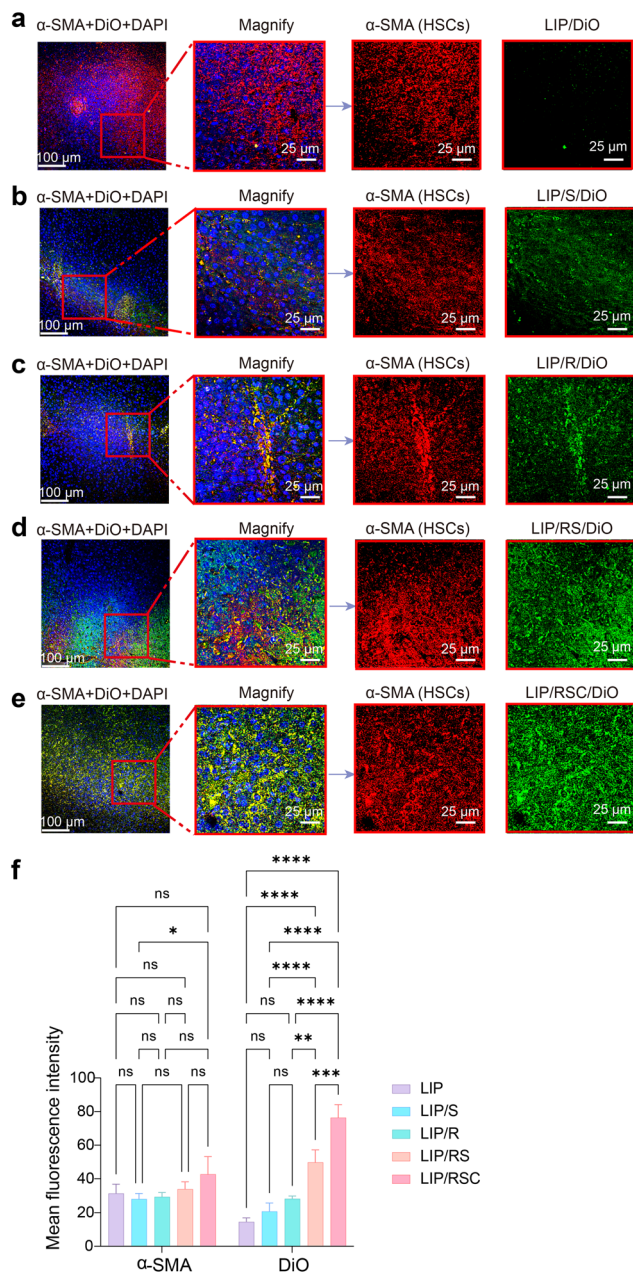 a
α-SMA+DiO+DAPI Magnify α-SMA (HSCs) LIP/DiO
100 μm 25 μm 25 μm 25 μm
b
α-SMA+DiO+DAPI Magnify α-SMA (HSCs) LIP/S/DiO
100 μm 25 μm 25 μm 25 μm
c
α-SMA+DiO+DAPI Magnify α-SMA (HSCs) LIP/R/DiO
100 μm 25 μm 25 μm 25 μm
d
α-SMA+DiO+DAPI Magnify α-SMA (HSCs) LIP/RS/DiO
100 μm 25 μm 25 μm 25 μm
e
α-SMA+DiO+DAPI Magnify α-SMA (HSCs) LIP/RSC/DiO
100 μm 25 μm 25 μm 25 μm
f
****
ns ****
* ****
ns ****
ns ns ns ****
ns ns **
ns ns ns ns ns ***
Mean fluorescence intensity
100
80
60
40
20
0
α-SMA DiO
LIP
LIP/S
LIP/R
LIP/RS
LIP/RSC